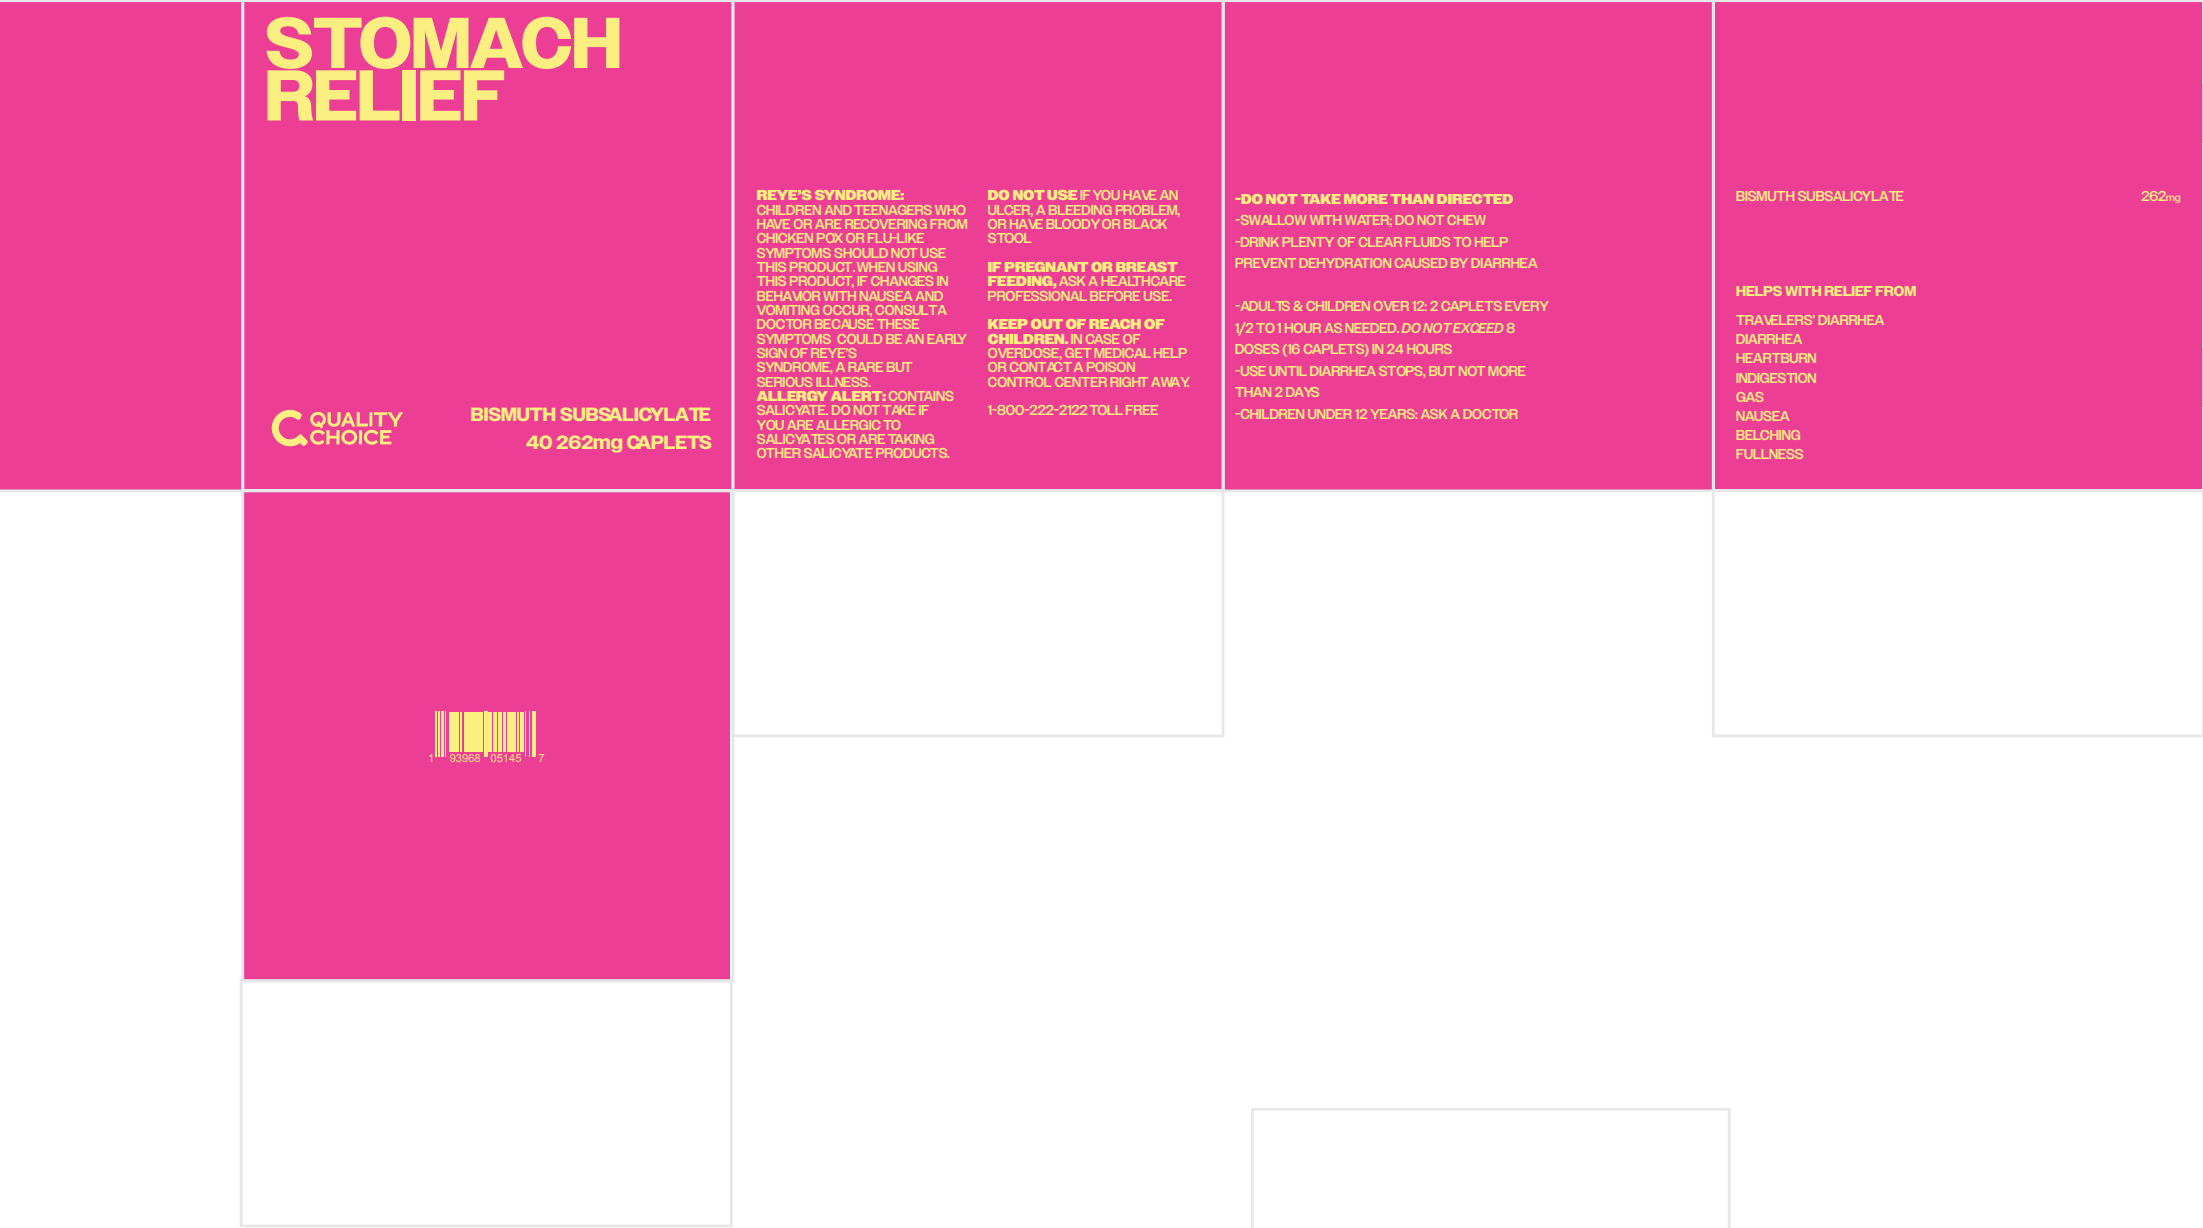 STOMACH
RELIEF
QUALITY
CHOICE
BISMUTH SUBSALICYLATE
40 262mg CAPLETS
REYE'S SYNDROME:
CHILDREN AND TEENAGERS WHO
HAVE OR ARE RECOVERING FROM
CHICKEN POX OR FLU-LIKE
SYMPTOMS SHOULD NOT USE
THIS PRODUCT. WHEN USING
THIS PRODUCT, IF CHANGES IN
BEHAVIOR WITH NAUSEA AND
VOMITING OCCUR, CONSULT A
DOCTOR BECAUSE THESE
SYMPTOMS COULD BE AN EARLY
SIGN OF REYE'S
SYNDROME, A RARE BUT
SERIOUS ILLNESS.
ALLERGY ALERT: CONTAINS
SALICYATE. DO NOT TAKE IF
YOU ARE ALLERGIC TO
SALICYATES OR ARE TAKING
OTHER SALICYATE PRODUCTS.
DO NOT USE IF YOU HAVE AN
ULCER, A BLEEDING PROBLEM,
OR HAVE BLOODY OR BLACK
STOOL
IF PREGNANT OR BREAST
FEEDING, ASK A HEALTHCARE
PROFESSIONAL BEFORE USE.
KEEP OUT OF REACH OF
CHILDREN. IN CASE OF
OVERDOSE, GET MEDICAL HELP
OR CONTACT A POISON
CONTROL CENTER RIGHT AWAY.
1-800-222-2122 TOLL FREE
-DO NOT TAKE MORE THAN DIRECTED
-SWALLOW WITH WATER; DO NOT CHEW
-DRINK PLENTY OF CLEAR FLUIDS TO HELP
PREVENT DEHYDRATION CAUSED BY DIARRHEA
-ADULTS & CHILDREN OVER 12: 2 CAPLETS EVERY
1/2 TO 1 HOUR AS NEEDED. DO NOT EXCEED 8
DOSES (16 CAPLETS) IN 24 HOURS
-USE UNTIL DIARRHEA STOPS, BUT NOT MORE
THAN 2 DAYS
-CHILDREN UNDER 12 YEARS: ASK A DOCTOR
BISMUTH SUBSALICYLATE 262mg
HELPS WITH RELIEF FROM
TRAVELERS' DIARRHEA
DIARRHEA
HEARTBURN
INDIGESTION
GAS
NAUSEA
BELCHING
FULLNESS
1 93968 05145 7